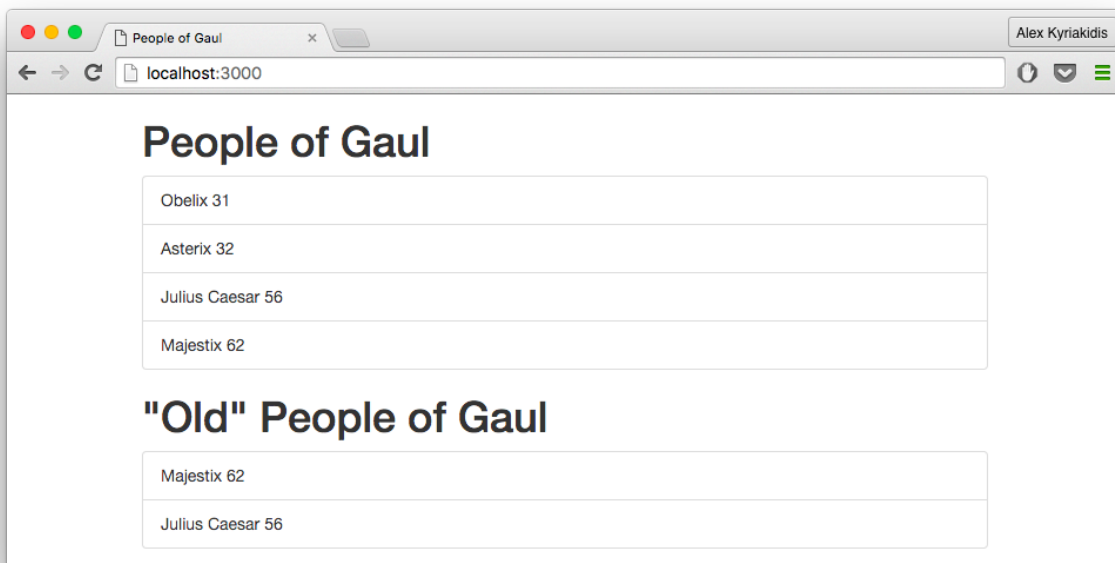 People of Gaul
Alex Kyriakidis
localhost:3000
People of Gaul
Obelix 31
Asterix 32
Julius Caesar 56
Majestix 62
"Old" People of Gaul
Majestix 62
Julius Caesar 56